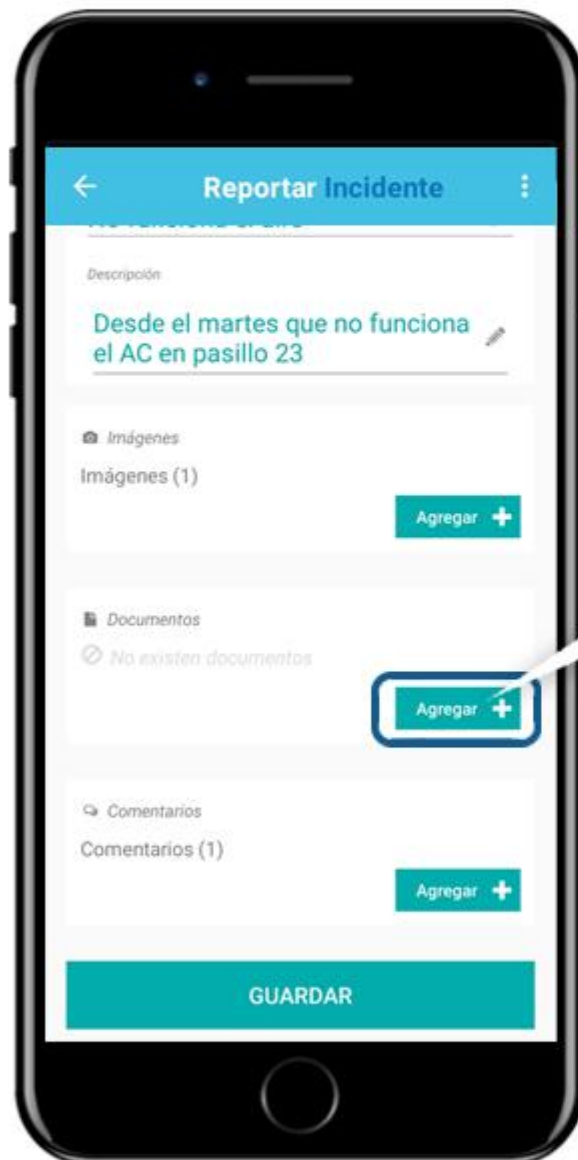 Reportar Incidente
Descripción
Desde el martes que no funciona
el AC en pasillo 23
Imágenes
Imágenes (1)
Agregar
Documentos
No existen documentos
Agregar
Comentarios
Comentarios (1)
Agregar
GUARDAR